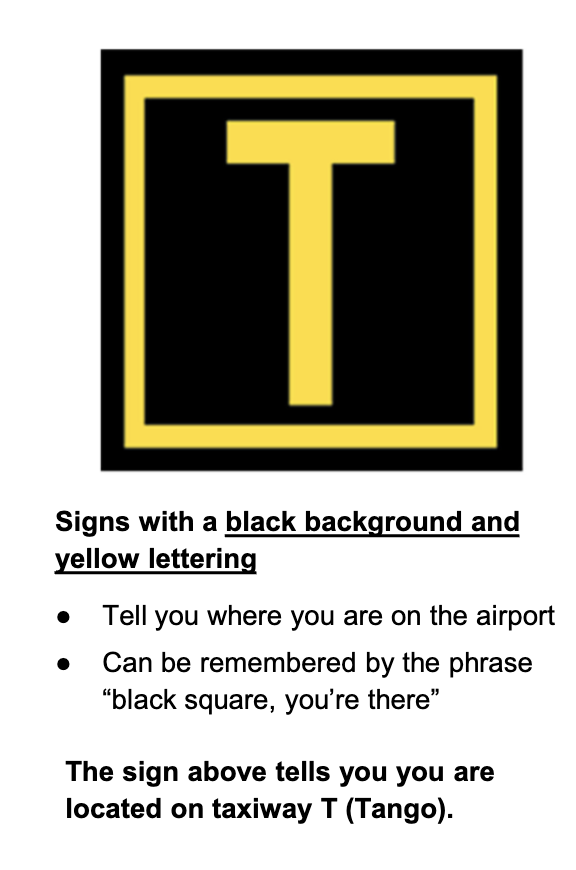 T
Signs with a black background and
yellow lettering
● Tell you where you are on the airport
● Can be remembered by the phrase
“black square, you’re there”
The sign above tells you you are
located on taxiway T (Tango).